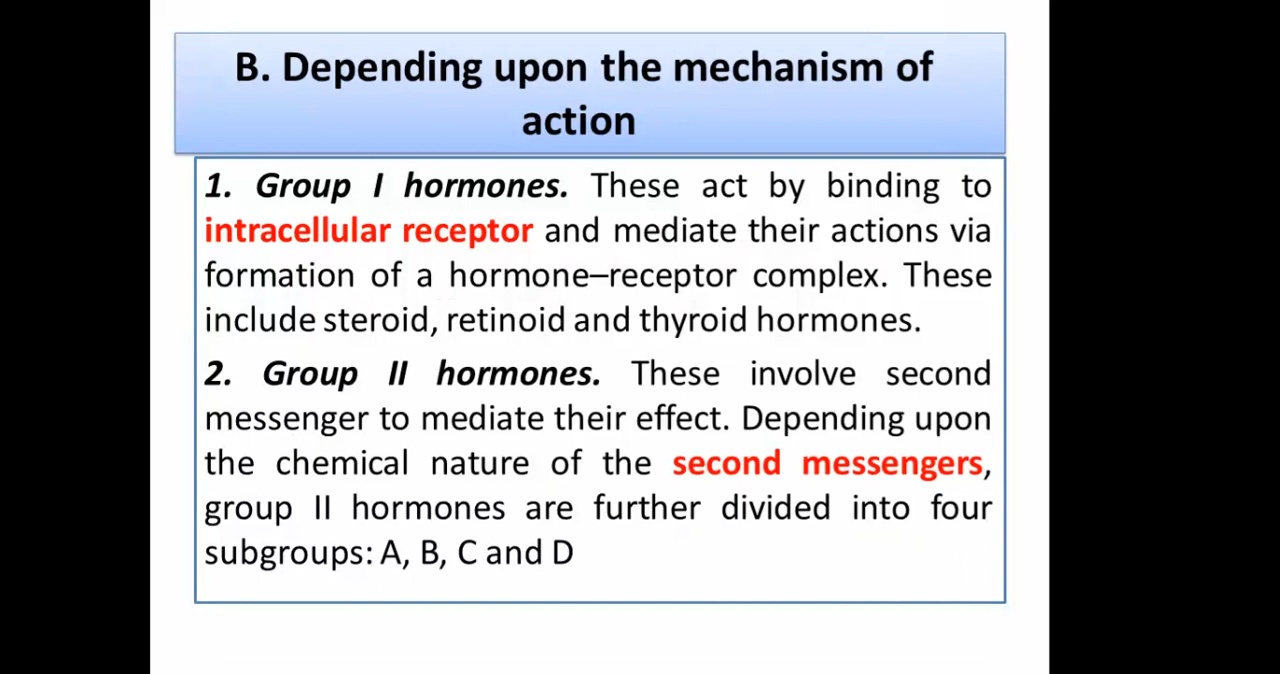 B. Depending upon the mechanism of
action
1. Group I hormones. These act by binding to
intracellular receptor and mediate their actions via
formation of a hormone–receptor complex. These
include steroid, retinoid and thyroid hormones.
2. Group II hormones. These involve second
messenger to mediate their effect. Depending upon
the chemical nature of the second messengers,
group II hormones are further divided into four
subgroups: A, B, C and D